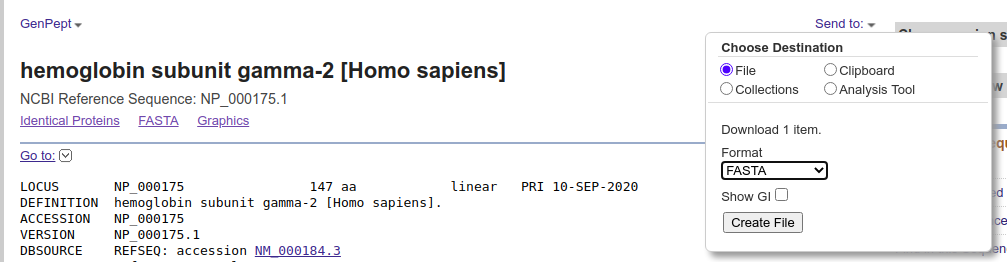 GenPept
Send to:
hemoglobin subunit gamma-2 [Homo sapiens]
NCBI Reference Sequence: NP_000175.1
Identical Proteins FASTA Graphics
Go to:
LOCUS NP_000175 147 aa linear PRI 10-SEP-2020
DEFINITION hemoglobin subunit gamma-2 [Homo sapiens].
ACCESSION NP_000175
VERSION NP_000175.1
DBSOURCE REFSEQ: accession NM_000184.3
Choose Destination
File Clipboard
Collections Analysis Tool
Download 1 item.
Format
FASTA
Show GI
Create File